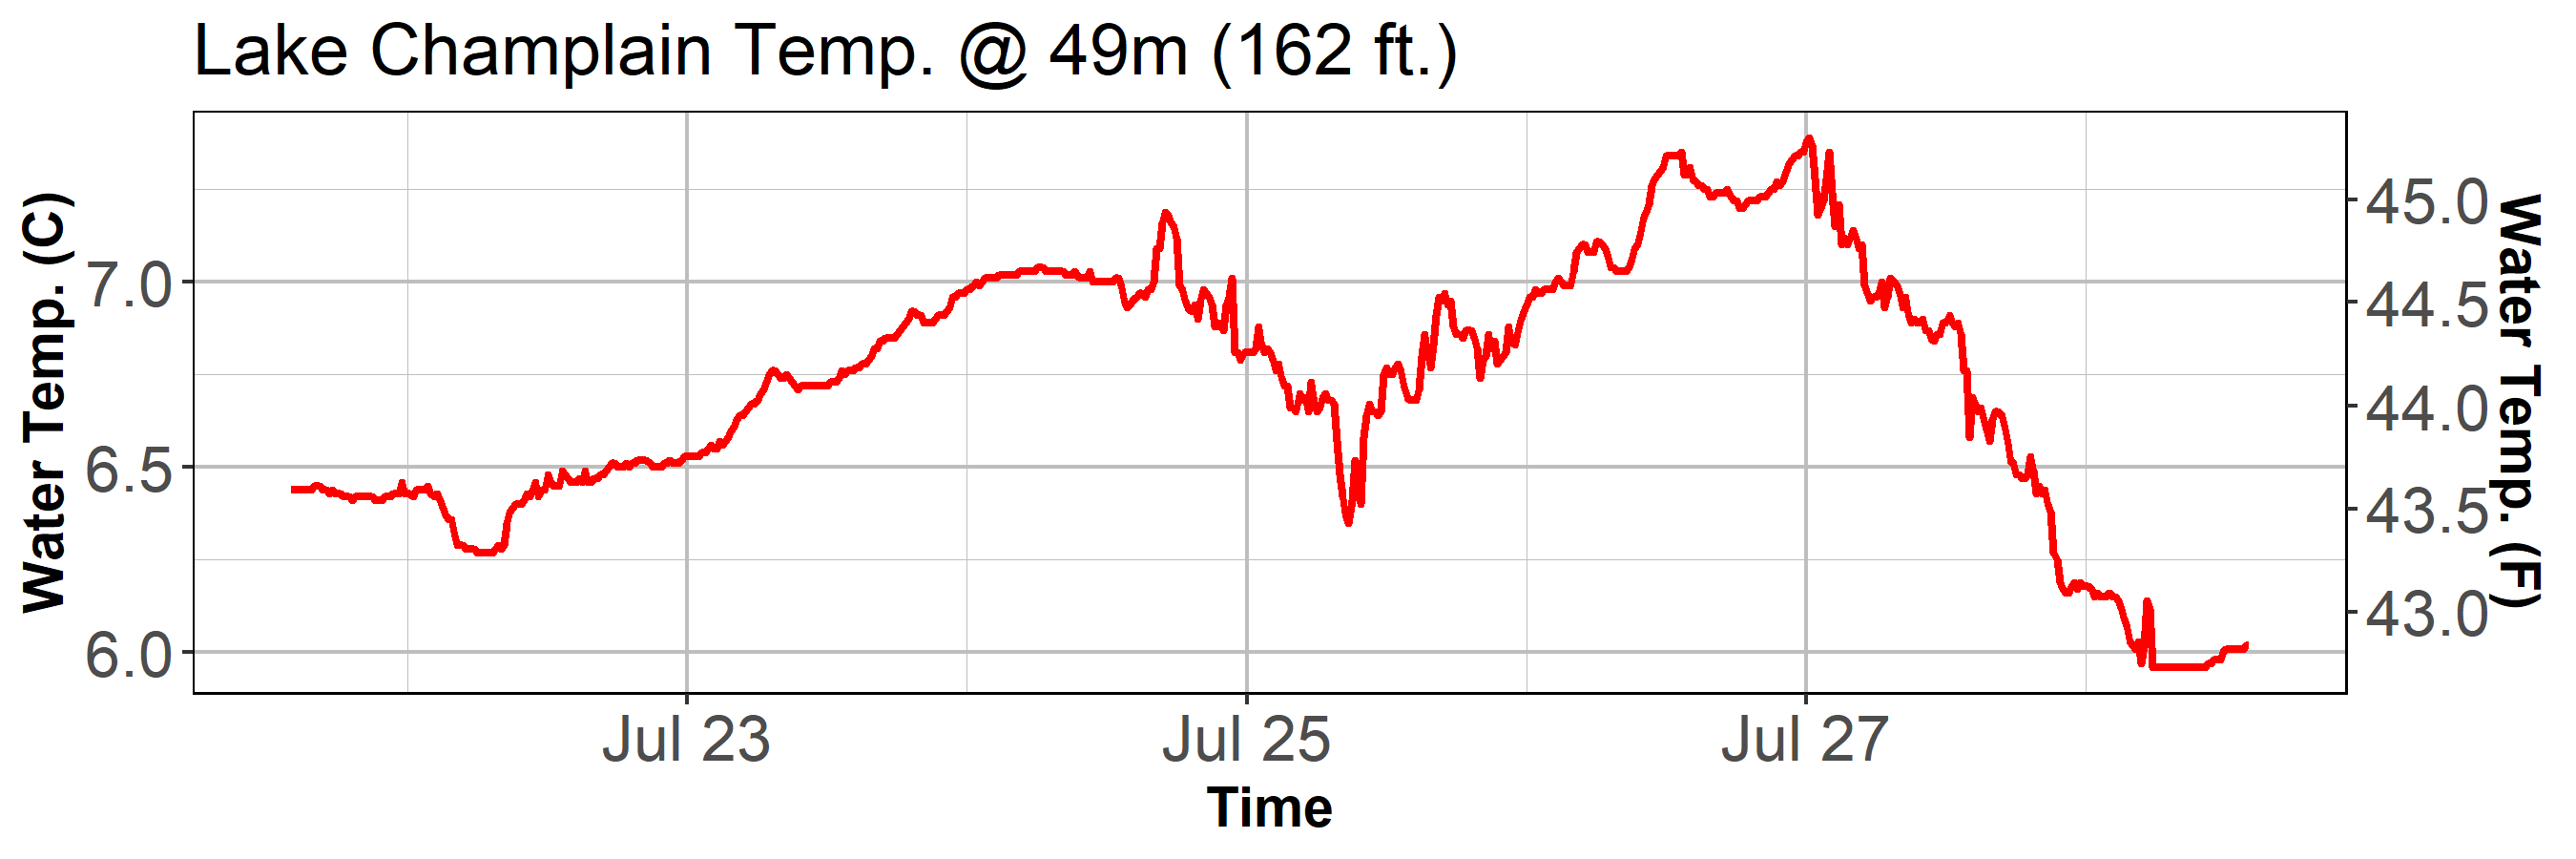 Lake Champlain Temp. @ 49m (162 ft.)
Water Temp. (C)
7.0
6.5
6.0
45.0
44.5
44.0
43.5
43.0
Water Temp. (F)
Jul 23
Jul 25
Jul 27
Time